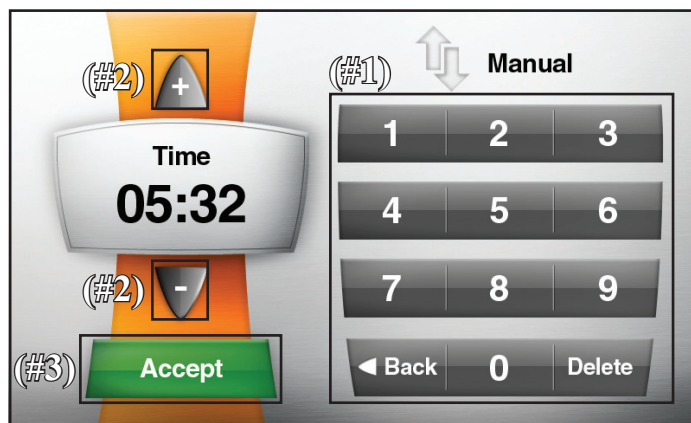 (#2)
+
(#1)
Manual
Time
05:32
1 2 3
4 5 6
7 8 9
(#2)
-
(#3)
Accept
Back 0 Delete